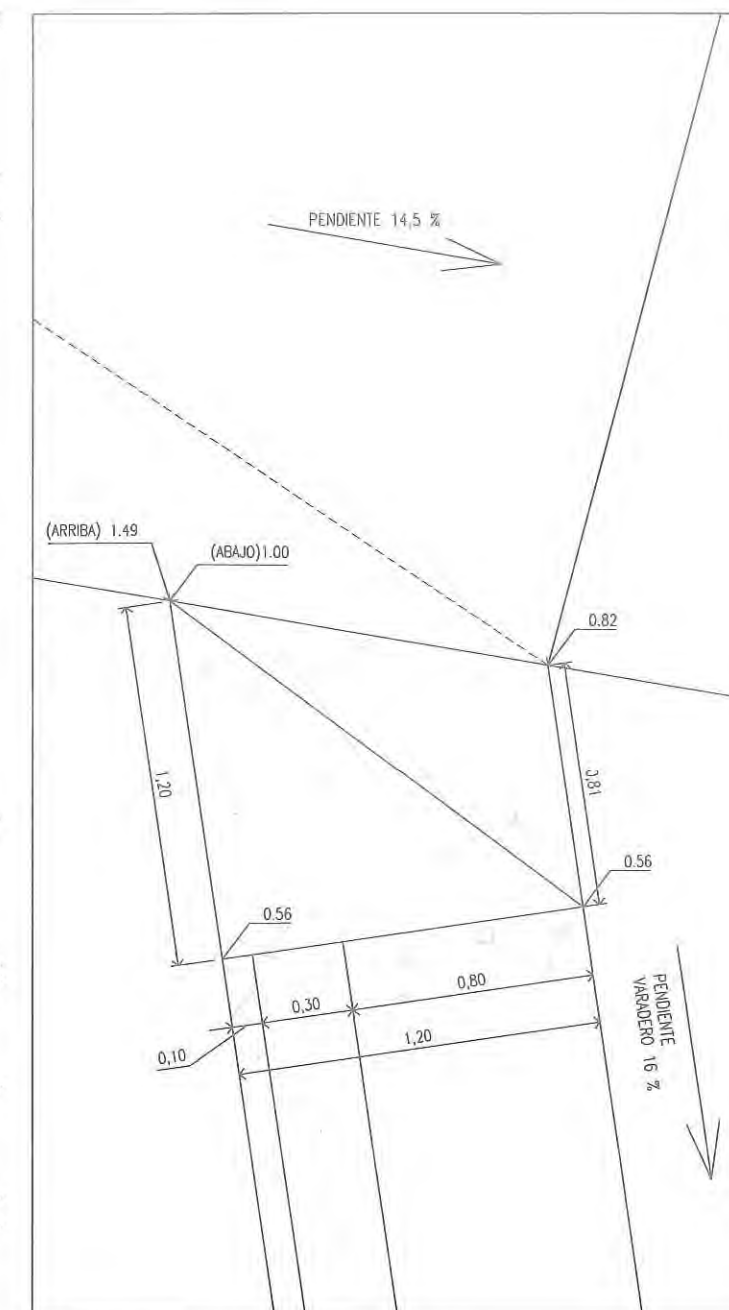 PENDIENTE 14,5 %
(ARRIBA) 1.49
(ABAJO) 1.00
0.82
1,20
0,81
0.56
0.56
0,30
0,80
0,10
1,20
PENDIENTE
VARADERO 16 %